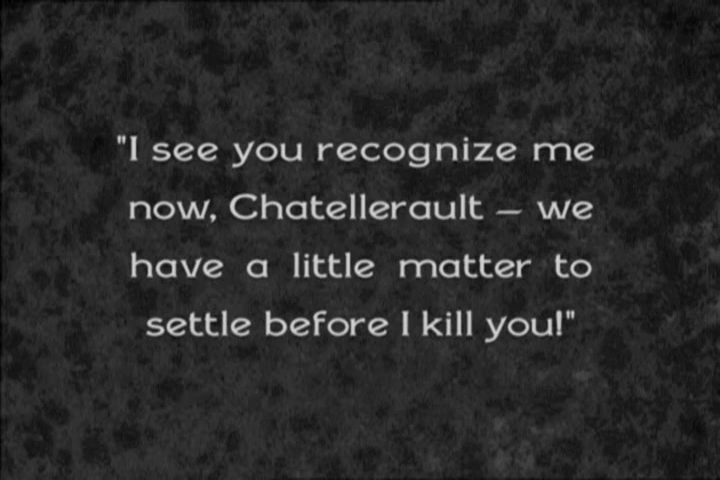 "I see you recognize me
now, Chatellerault – we
have a little matter to
settle before I kill you!"